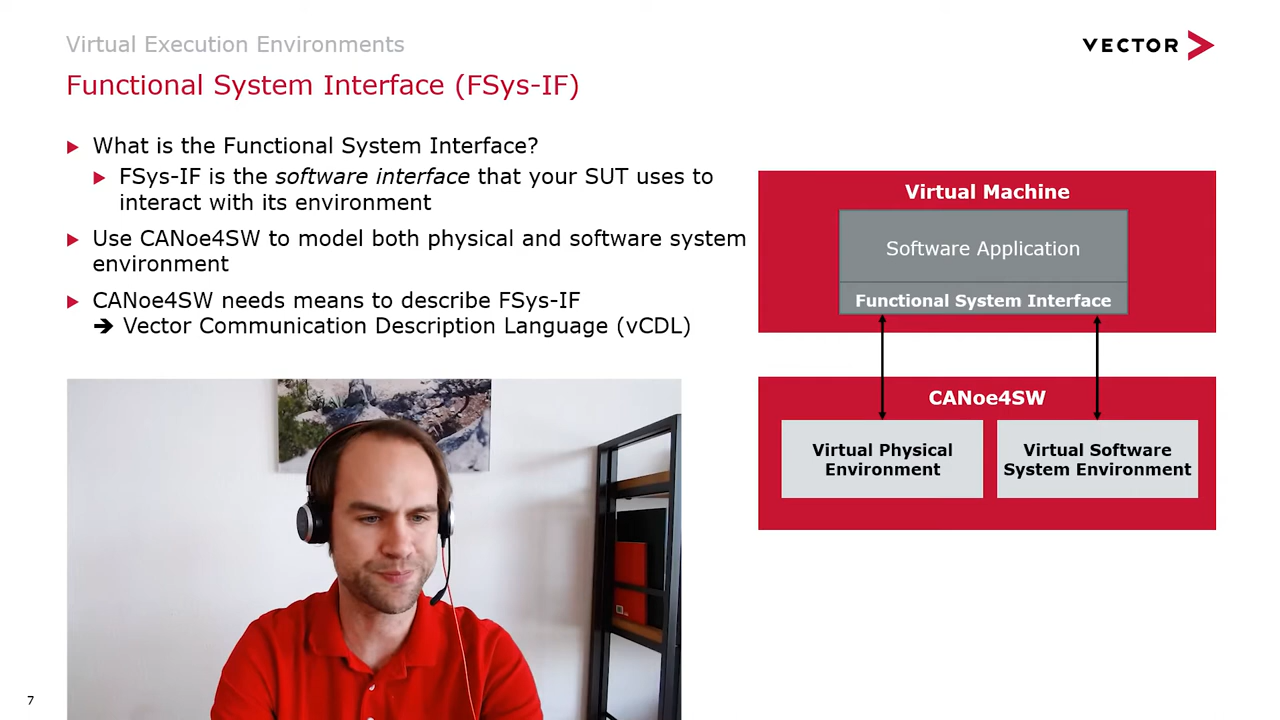 Virtual Execution Environments
VECTOR
Functional System Interface (FSys-IF)
What is the Functional System Interface?
FSys-IF is the software interface that your SUT uses to
interact with its environment
Use CANoe4SW to model both physical and software system
environment
CANoe4SW needs means to describe FSys-IF
➔ Vector Communication Description Language (vCDL)
Virtual Machine
Software Application
Functional System Interface
CANoe4SW
Virtual Physical
Environment
Virtual Software
System Environment
7